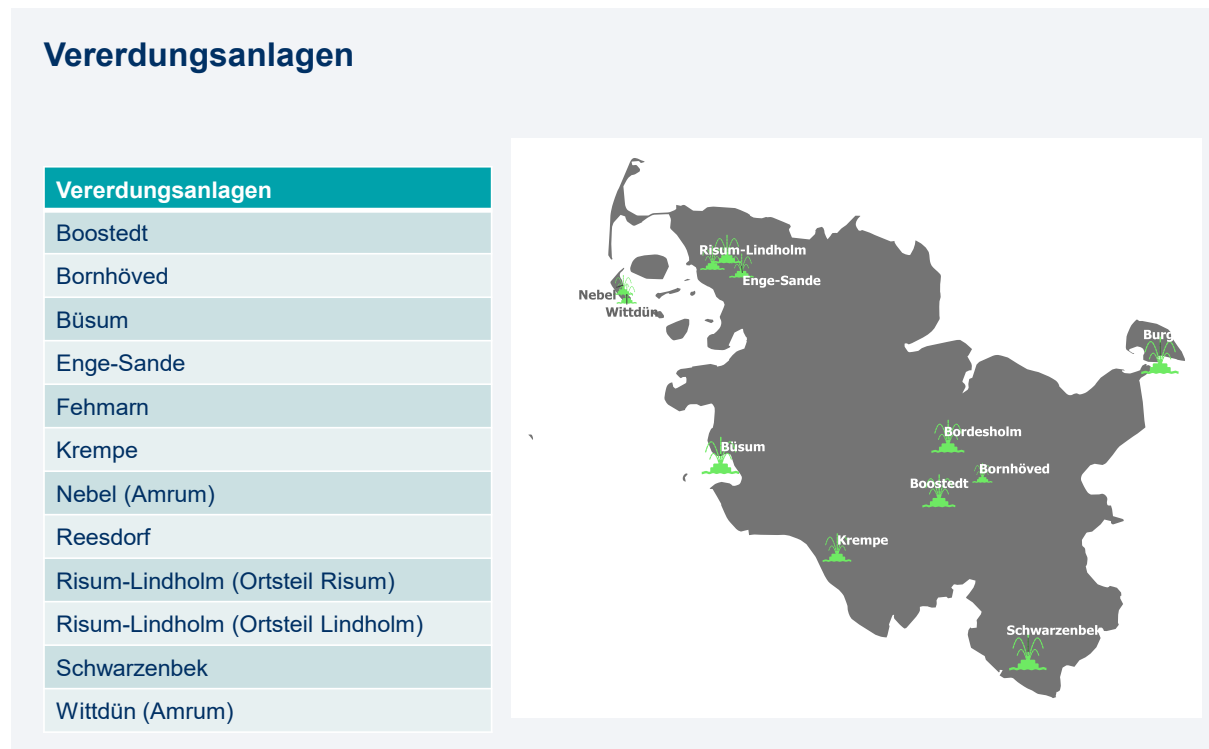 Vererdungsanlagen
Vererdungsanlagen
Boostedt
Bornhöved
Büsum
Enge-Sande
Fehmarn
Krempe
Nebel (Amrum)
Reesdorf
Risum-Lindholm (Ortsteil Risum)
Risum-Lindholm (Ortsteil Lindholm)
Schwarzenbek
Wittdün (Amrum)
Risum-Lindholm
Enge-Sande
Nebel
Wittdün
Burg
Bordesholm
Büsum
Bornhöved
Boostedt
Krempe
Schwarzenbek